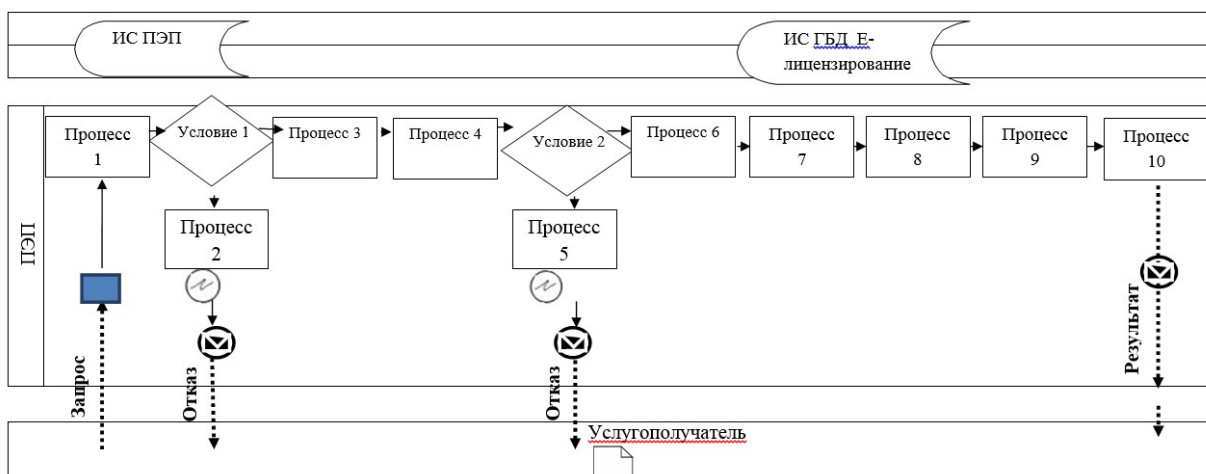 ИС ПЭП
ИС ГБД Е-
лицензирование
Процесс
1
Условие 1
Процесс 3
Процесс 4
Условие 2
Процесс 6
Процесс
7
Процесс
8
Процесс
9
Процесс
10
Процесс
2
Процесс
5
ПЭП
Запрос
Отказ
Отказ
Результат
Услугополучатель